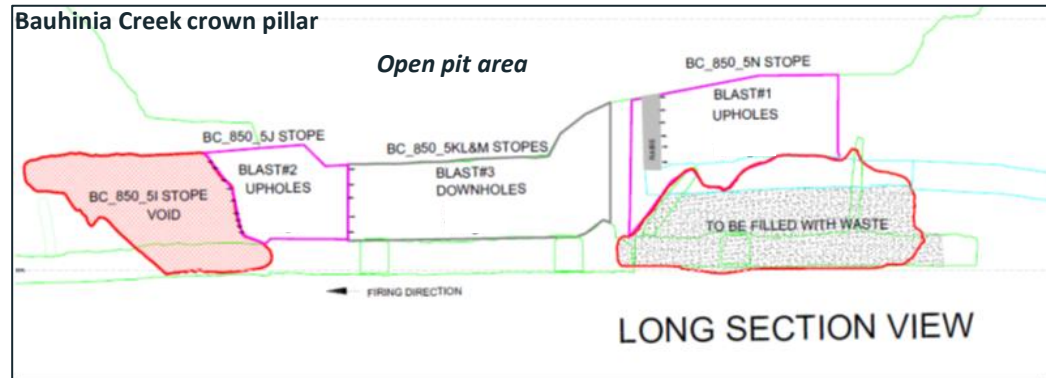 Bauhinia Creek crown pillar
Open pit area
BC_850_5N STOPE
BLAST#1
UPHOLES
BC_850_5J STOPE
BC_850_5KL&M STOPES
BLAST#2
UPHOLES
BLAST#3
DOWNHOLES
BC_850_5I STOPE
VOID
TO BE FILLED WITH WASTE
FIRING DIRECTION
LONG SECTION VIEW